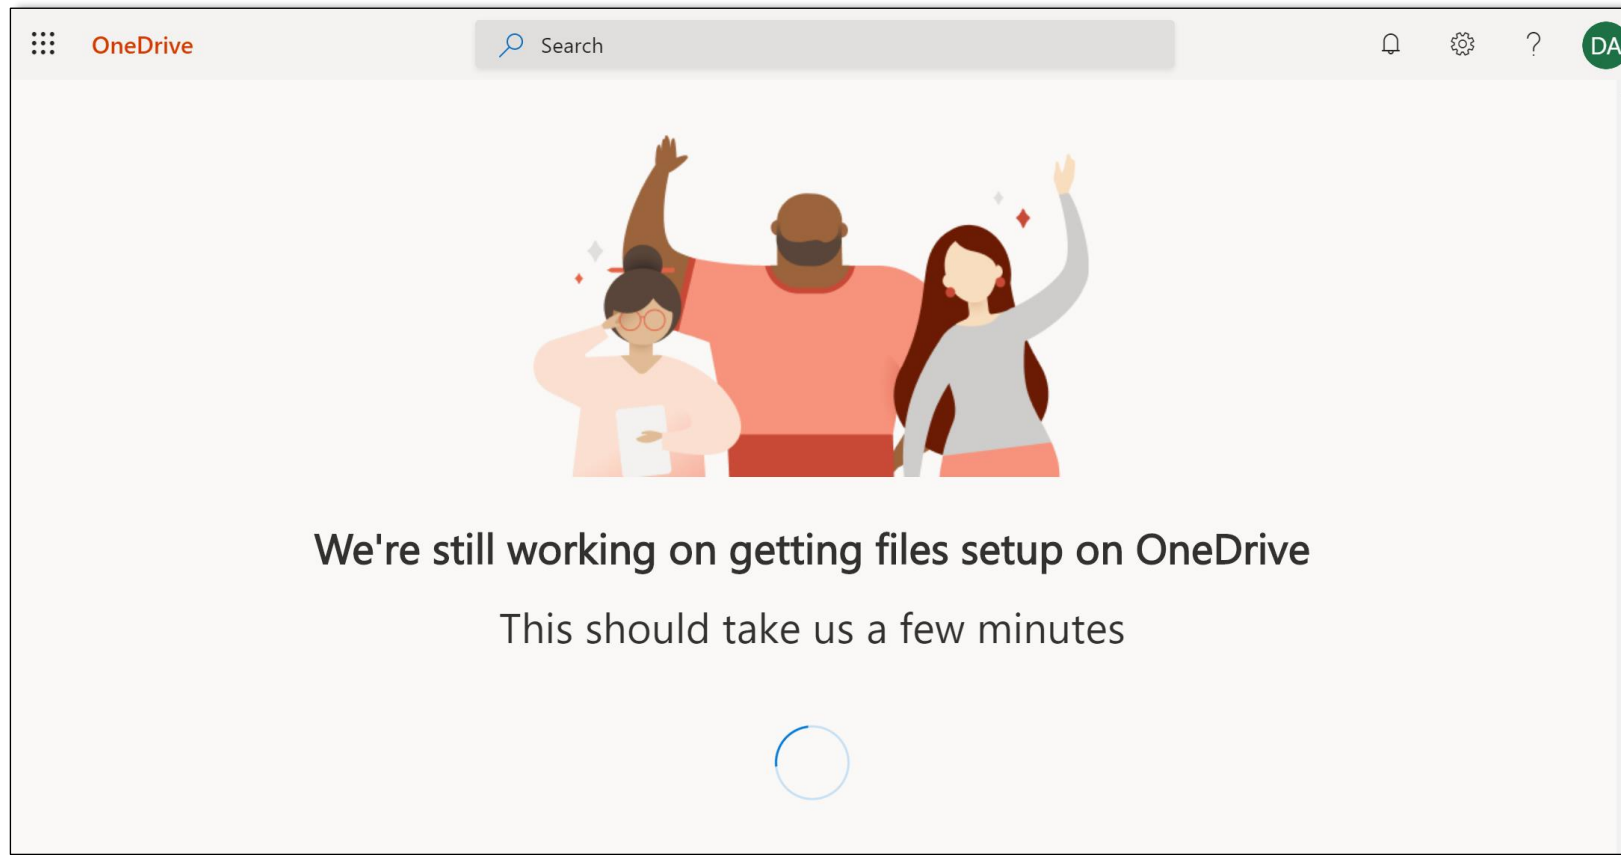 OneDrive
Search
DA
We're still working on getting files setup on OneDrive
This should take us a few minutes